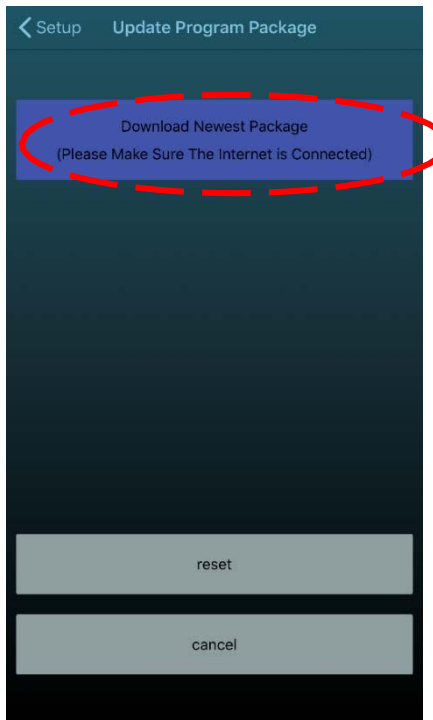 Setup Update Program Package
Download Newest Package
(Please Make Sure The Internet is Connected)
reset
cancel